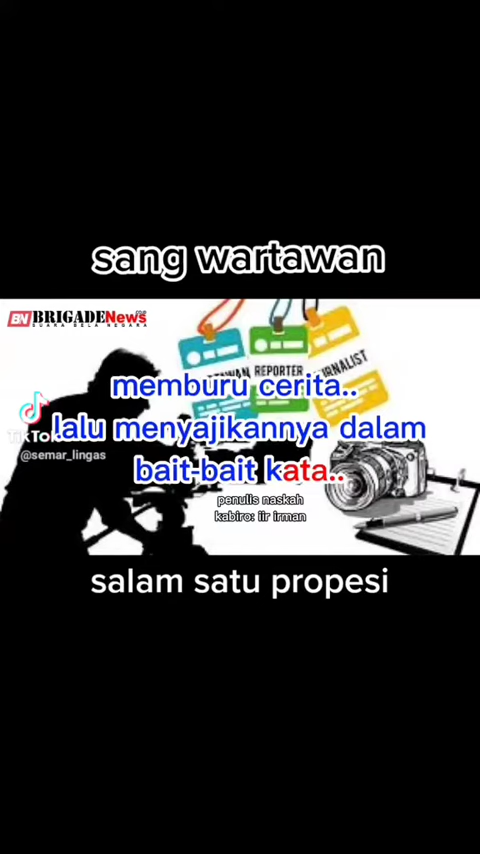 sang wartawan
BN BRIGADENews
SUARA BELA NEGARA
REPORTER
memburu cerita..
lalu menyajikannya dalam
bait-bait kata..
TikTok
@semar_lingas
penulis naskah
kabiro: iir irman
salam satu propesi